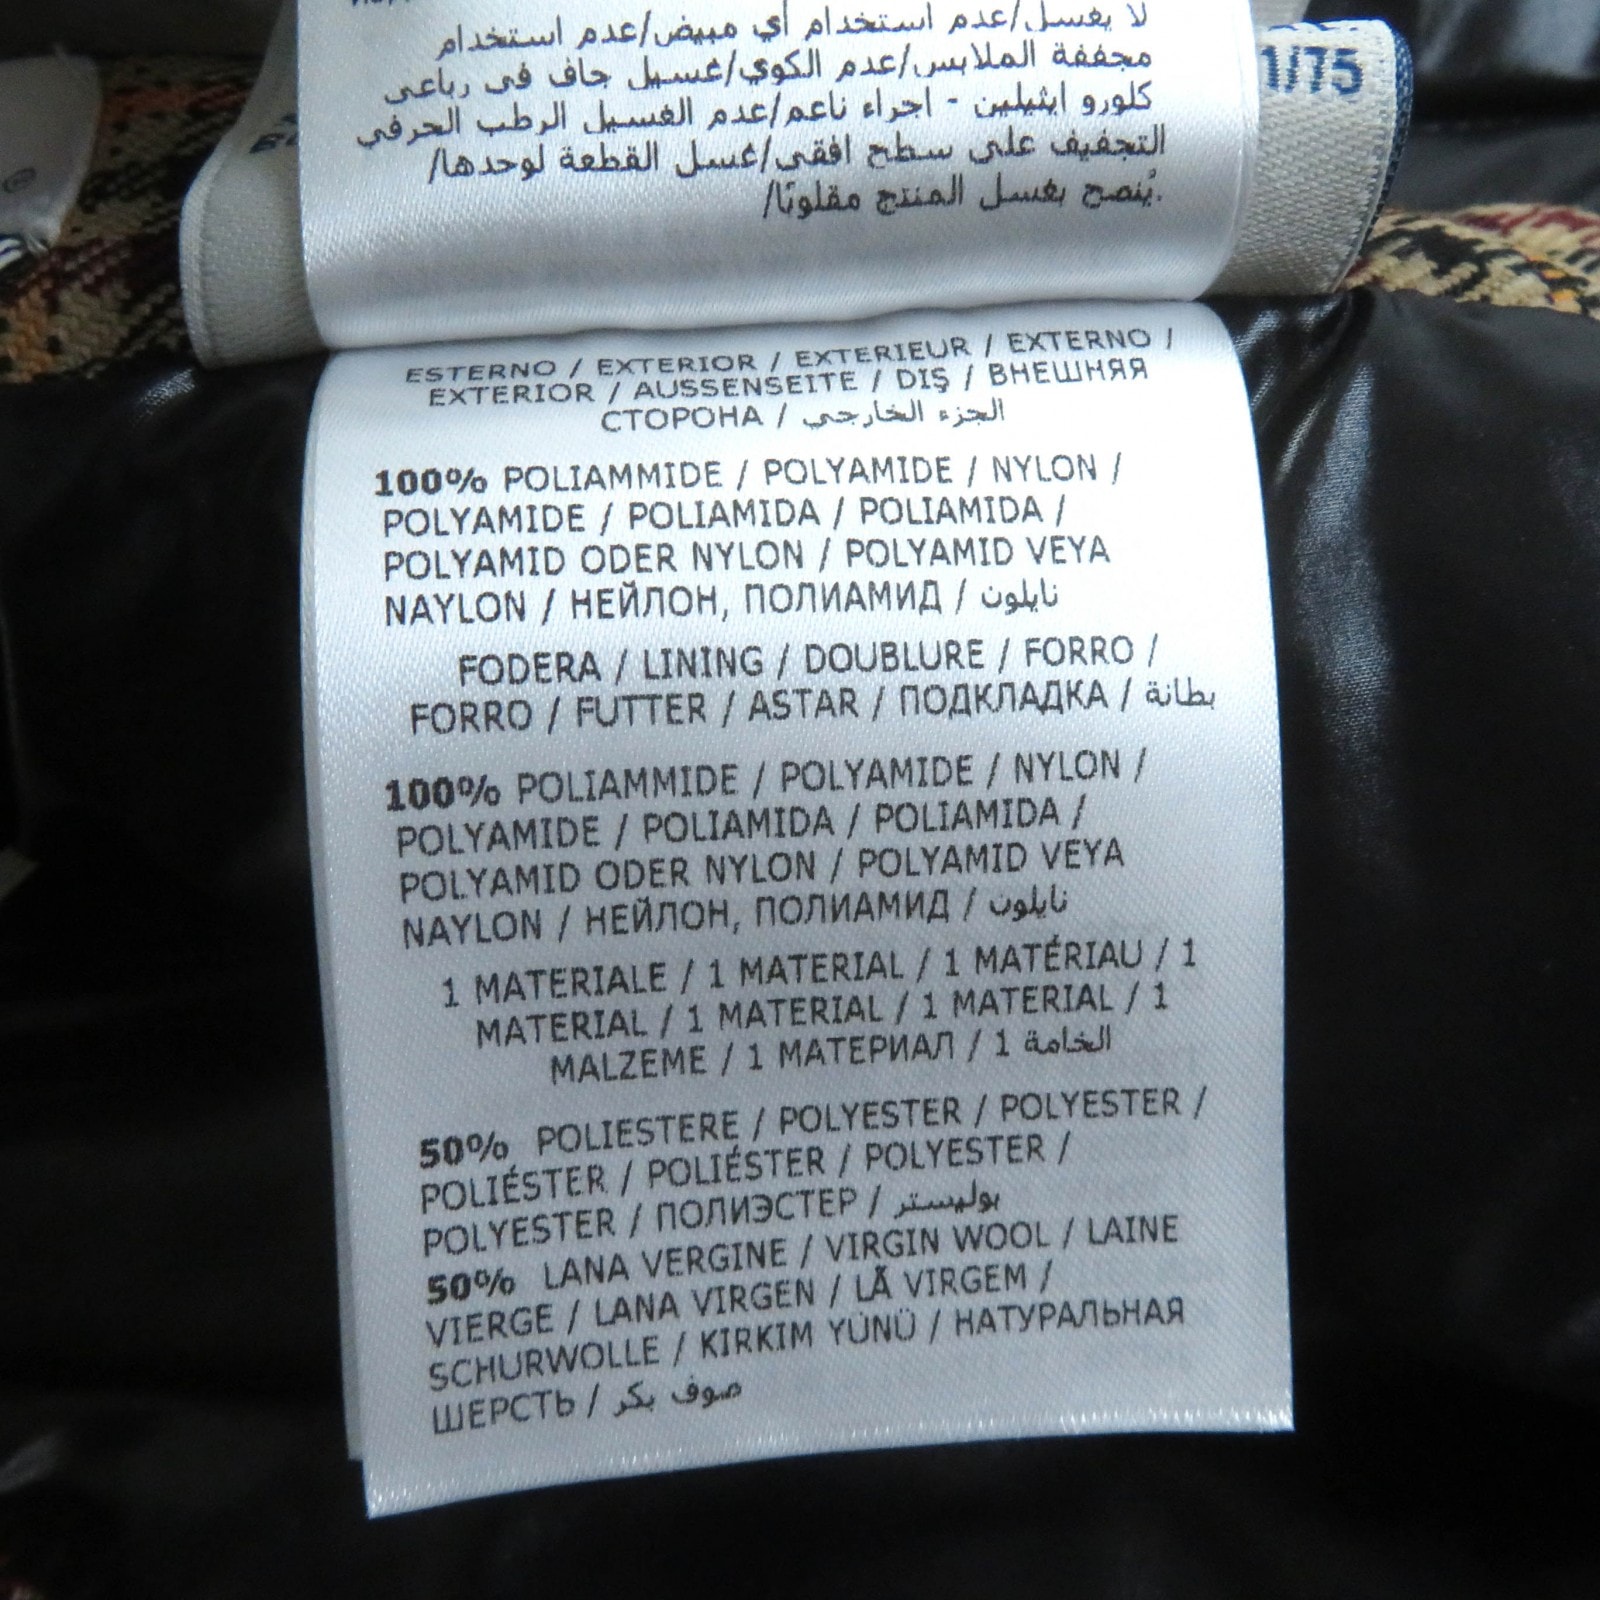 لا يغسل/عدم استخدام أي مبيض/عدم استخدام
مجففة الملابس/عدم الكوي/غسيل جاف في رباعي
كلورو ايثيلين - اجراء ناعم/عدم الغسيل الرطب الحرفي
التجفيف على سطح افقي/غسل القطعة لوحدها/
يُنصح بغسل المنتج مقلوبًا/.
1/75
ESTERNO / EXTERIOR / EXTERIEUR / EXTERNO /
EXTERIOR / AUSSENSEITE / DIŞ / ВНЕШНЯЯ
СТОРОНА / الجزء الخارجي
100% POLIAMMIDE / POLYAMIDE / NYLON /
POLYAMIDE / POLIAMIDA / POLIAMIDA /
POLYAMID ODER NYLON / POLYAMID VEYA
NAYLON / НЕЙЛОН, ПОЛИАМИД / نايلون
FODERA / LINING / DOUBLURE / FORRO /
FORRO / FUTTER / ASTAR / ПОДКЛАДКА / بطانة
100% POLIAMMIDE / POLYAMIDE / NYLON /
POLYAMIDE / POLIAMIDA / POLIAMIDA /
POLYAMID ODER NYLON / POLYAMID VEYA
NAYLON / НЕЙЛОН, ПОЛИАМИД / نايلون
1 MATERIALE / 1 MATERIAL / 1 MATÉRIAU / 1
MATERIAL / 1 MATERIAL / 1 MATERIAL / 1
MALZEME / 1 МАТЕРИАЛ / 1 الخامة
50% POLIESTERE / POLYESTER / POLYESTER /
POLIÉSTER / POLIÉSTER / POLYESTER /
POLYESTER / ПОЛИЭСТЕР / بوليستر
50% LANA VERGINE / VIRGIN WOOL / LAINE
VIERGE / LANA VIRGEN / LÃ VIRGEM /
SCHURWOLLE / KIRKIM YÜNÜ / НАТУРАЛЬНАЯ
ШЕРСТЬ / صوف بكر